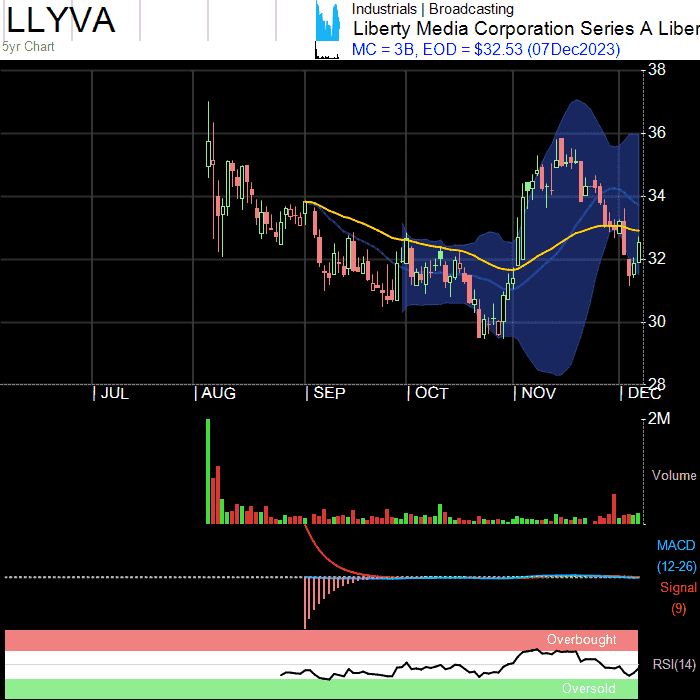 LLYVA
5yr Chart
Industrials | Broadcasting
Liberty Media Corporation Series A Liber
MC = 3B, EOD = $32.53 (07Dec2023)
38
36
34
32
30
28
JUL AUG SEP OCT NOV DEC
2M
Volume
MACD
(12-26)
Signal
(9)
Overbought
RSI(14)
Oversold